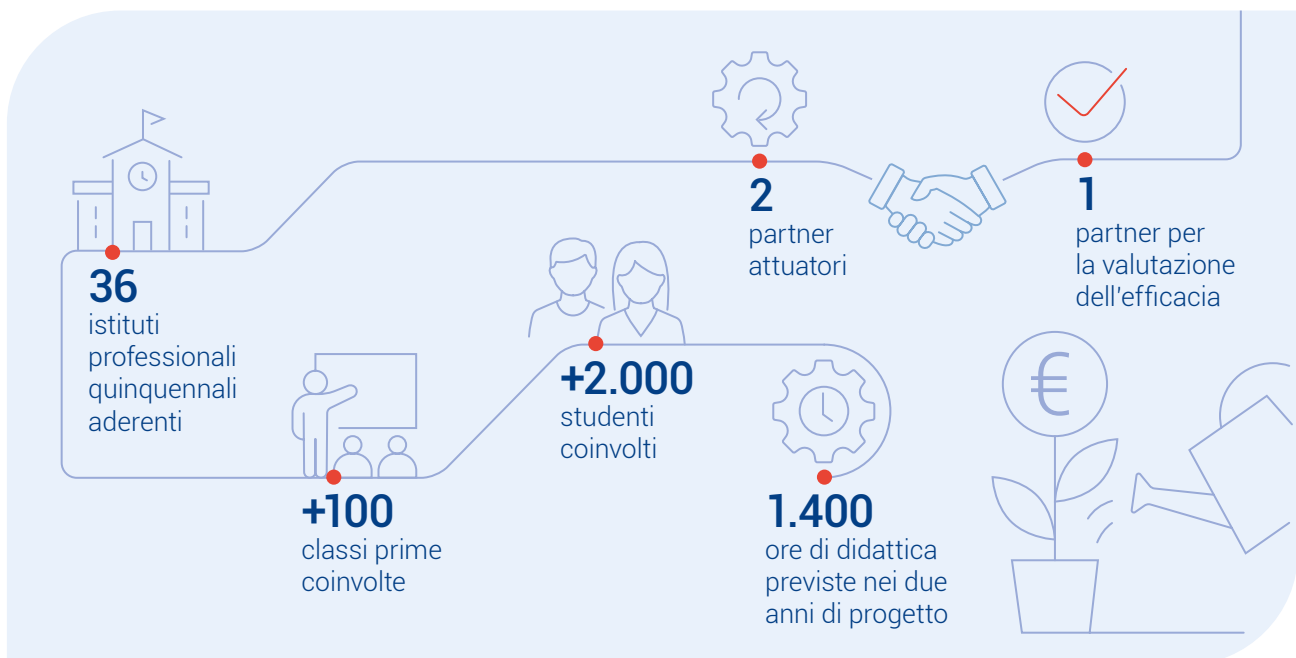 2
partner
attuatori
1
partner per
la valutazione
dell'efficacia
36
istituti
professionali
quinquennali
aderenti
+2.000
studenti
coinvolti
€
+100
classi prime
coinvolte
1.400
ore di didattica
previste nei due
anni di progetto